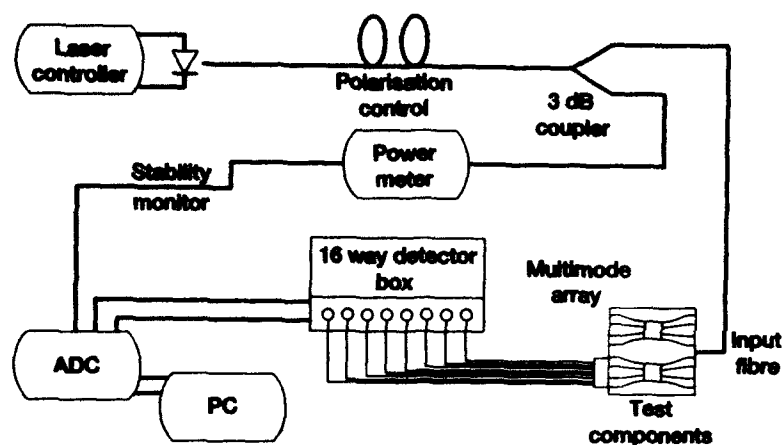 Laser
controller
Polarisation
control
3 dB
coupler
Power
meter
Stability
monitor
16 way detector
box
Multimode
array
ADC
PC
Input
fibre
Test
components